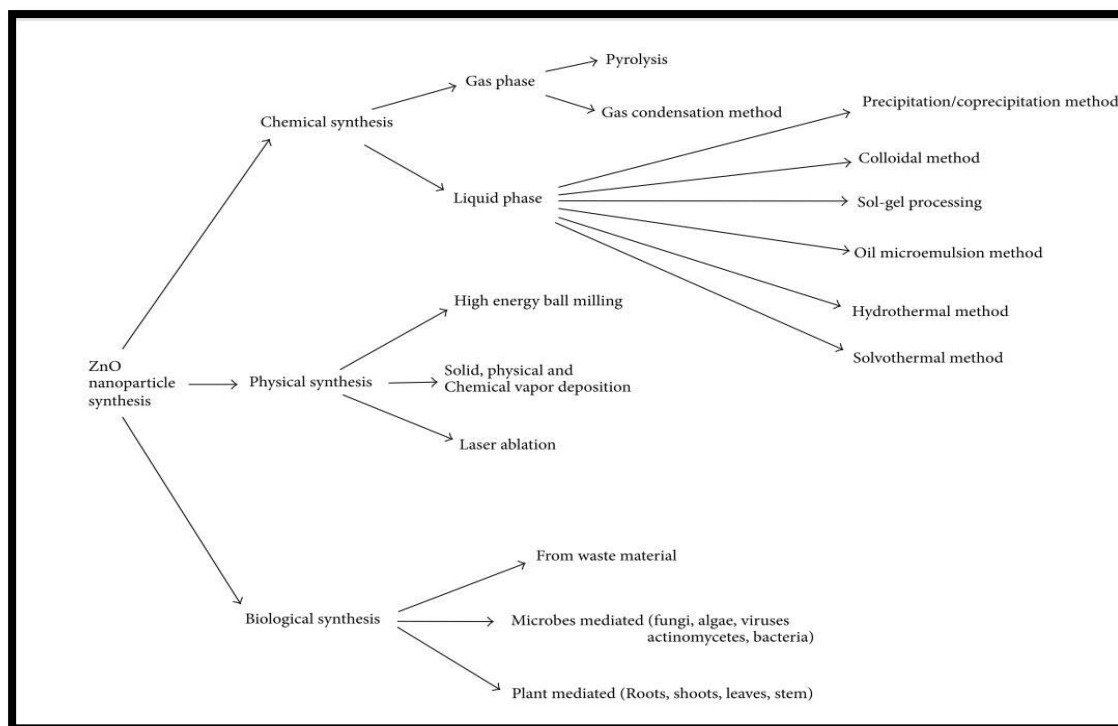 Pyrolysis
Gas phase
Gas condensation method
Precipitation/coprecipitation method
Chemical synthesis
Colloidal method
Liquid phase
Sol-gel processing
Oil microemulsion method
High energy ball milling
Hydrothermal method
Solvothermal method
ZnO
nanoparticle
synthesis
Physical synthesis
Solid, physical and
Chemical vapor deposition
Laser ablation
From waste material
Biological synthesis
Microbes mediated (fungi, algae, viruses
actinomycetes, bacteria)
Plant mediated (Roots, shoots, leaves, stem)